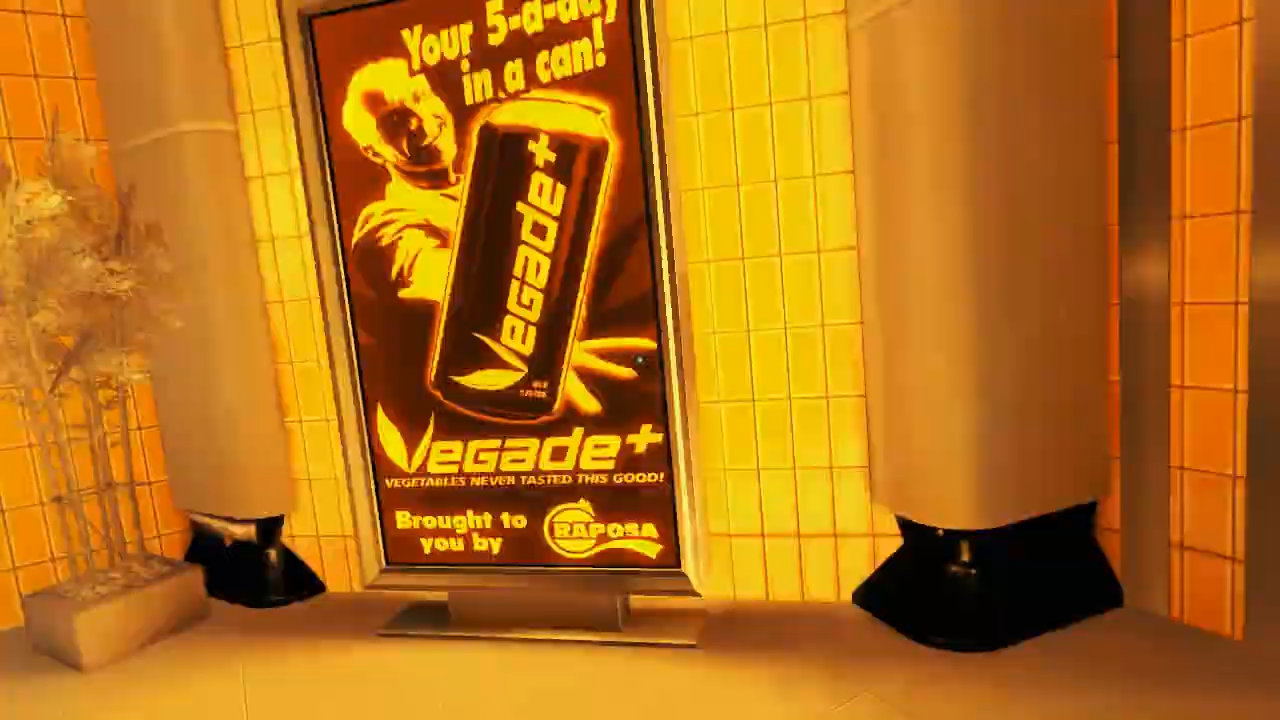 Your 5-a-day
in a can!
Vegade+
Vegade+
VEGETABLES NEVER TASTED THIS GOOD!
Brought to
you by
RAPOSA